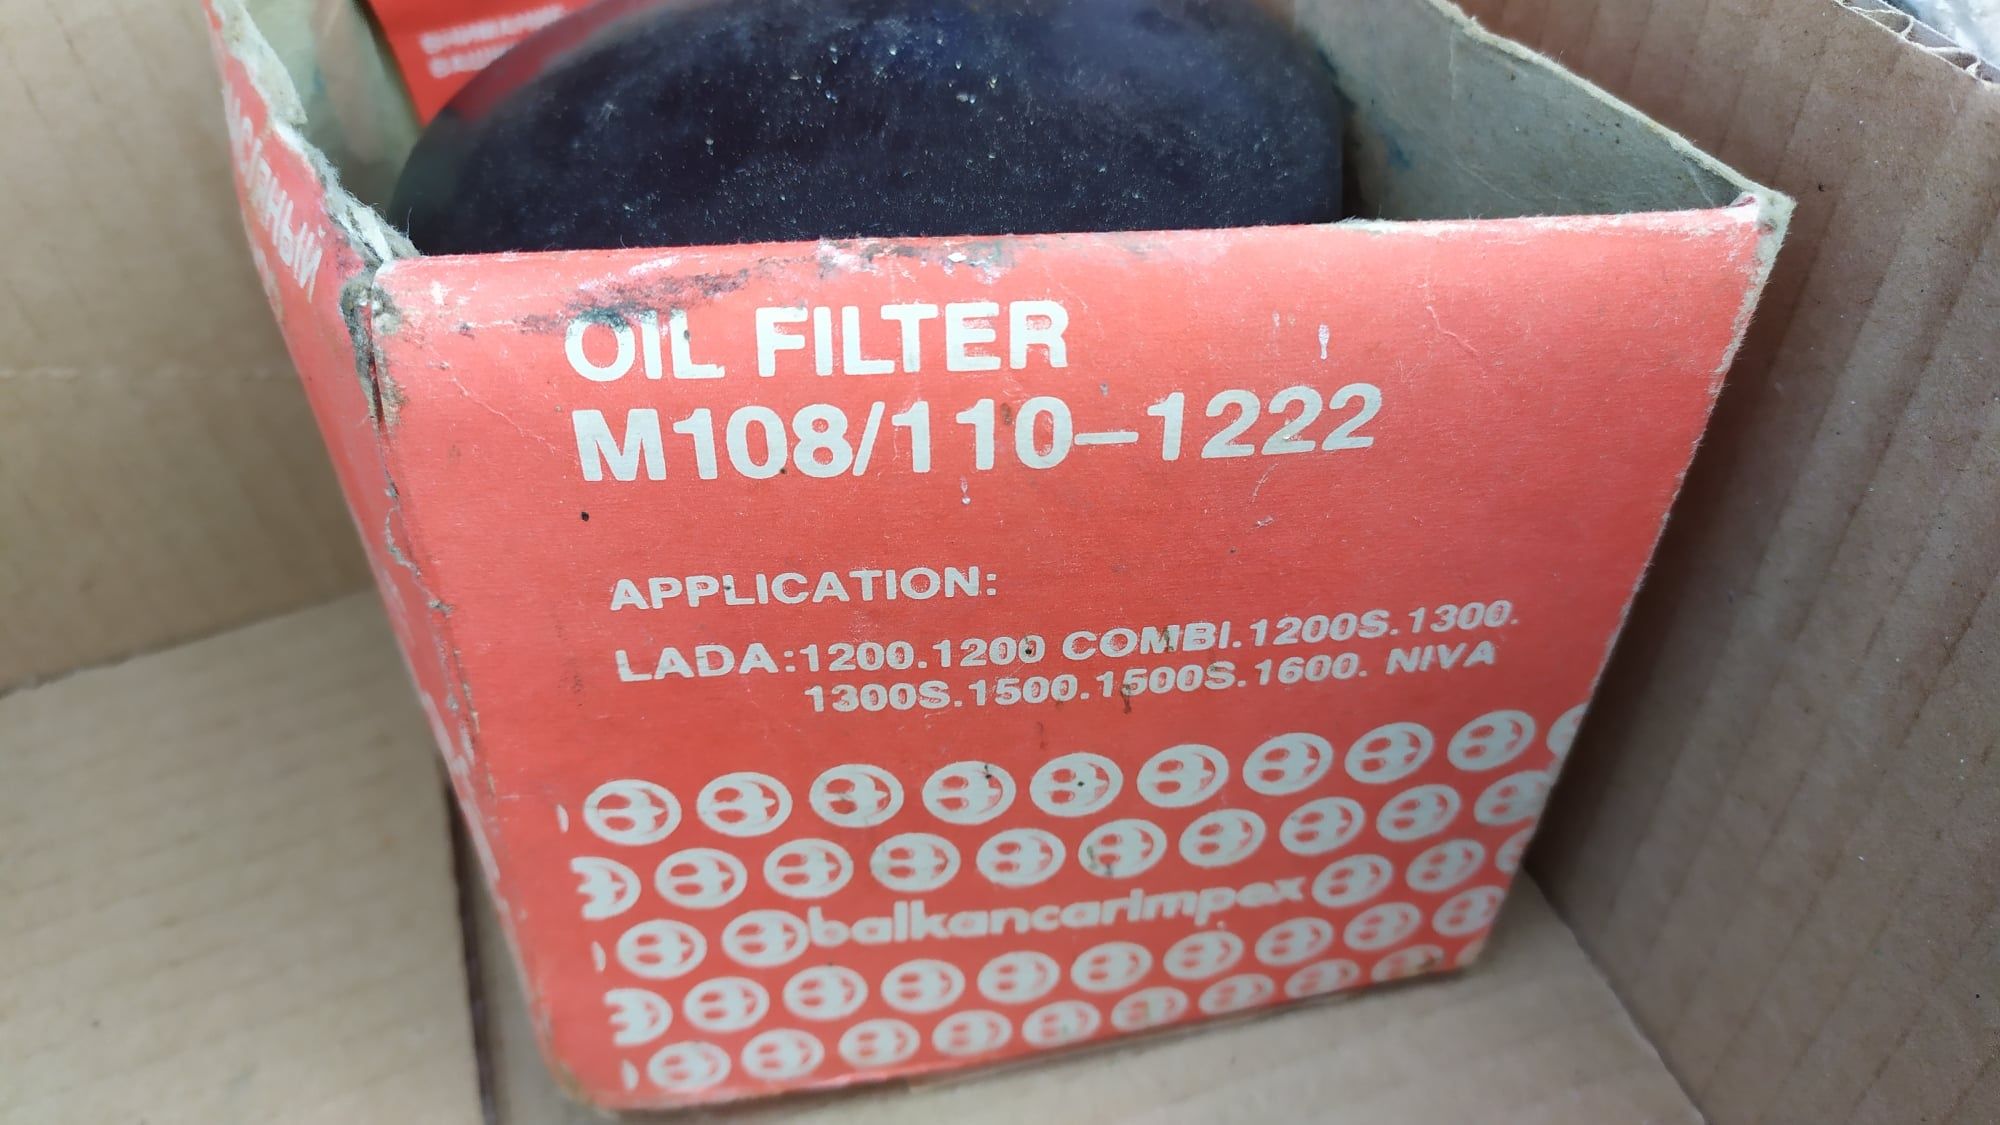 OIL FILTER
M108/110-1222
APPLICATION:
LADA:1200.1200 COMBI.1200S.1300.
1300S.1500.1500S.1600. NIVA
balkancarimpex